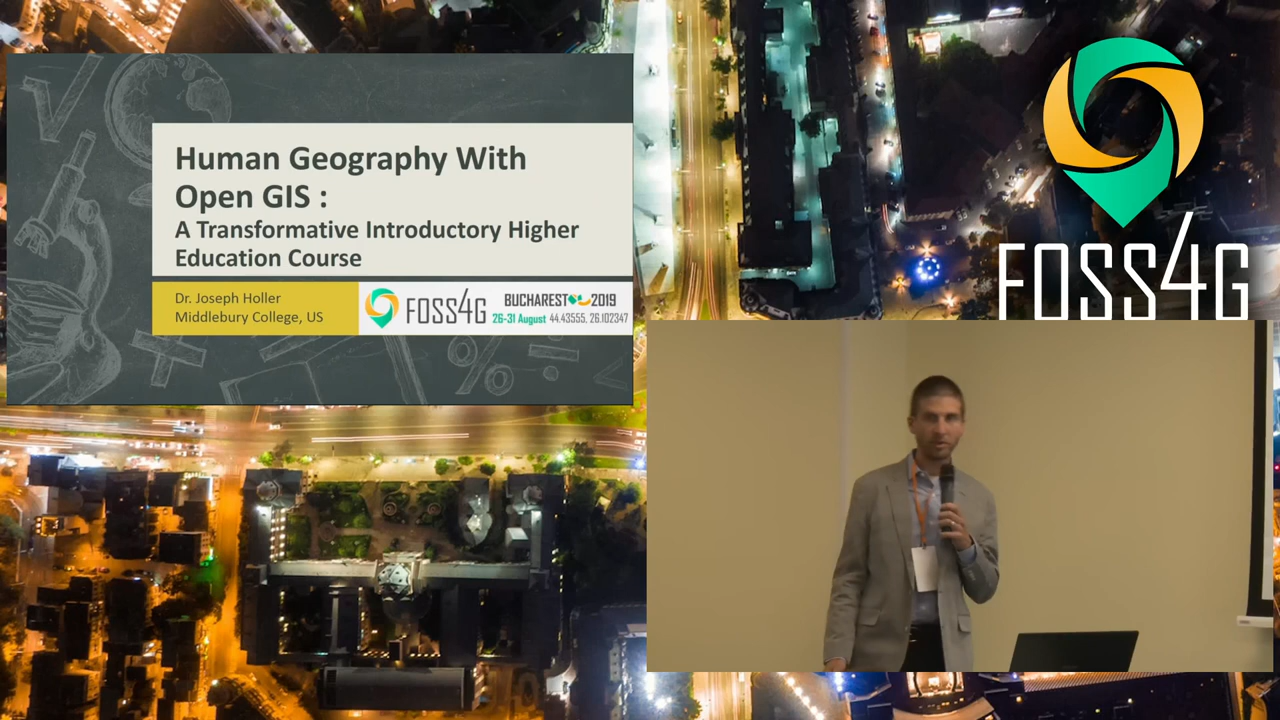 Human Geography With
Open GIS :
A Transformative Introductory Higher
Education Course
Dr. Joseph Holler
Middlebury College, US
FOSS4G
BUCHAREST 2019
26-31 August 44.43555, 26.102347
FOSS4G